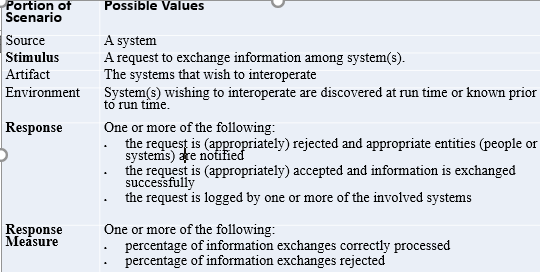 Portion of Scenario Possible Values
Source A system
Stimulus A request to exchange information among system(s).
Artifact The systems that wish to interoperate
Environment System(s) wishing to interoperate are discovered at run time or known prior
to run time.
Response One or more of the following:
• the request is (appropriately) rejected and appropriate entities (people or
systems) are notified
• the request is (appropriately) accepted and information is exchanged
successfully
• the request is logged by one or more of the involved systems
Response Measure One or more of the following:
• percentage of information exchanges correctly processed
• percentage of information exchanges rejected